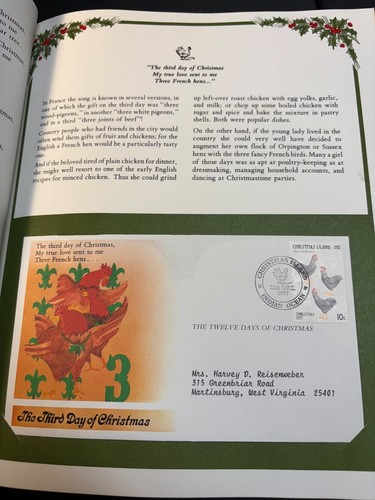 "The third day of Christmas
My true love sent to me
Three French hens..."
In France the song is known in several versions, in
one of which the gift on the third day was "three
wood-pigeons," in another "three white pigeons,"
and in a third "three joints of beef"!
Country people who had friends in the city would
often send them gifts of fruit and chickens; for the
English a French hen would be a particularly tasty
one.
And if the beloved tired of plain chicken for dinner,
she might well resort to one of the early English
recipes for minced chicken. Thus she could grind
up left-over roast chicken with egg yolks, garlic,
and milk; or chop up some boiled chicken with
sugar and spice and bake the mixture in pastry
shells. Both were popular dishes.
On the other hand, if the young lady lived in the
country she could very well have decided to
augment her own flock of Orpington or Sussex
hens with the three fancy French birds. Many a girl
of those days was as apt at poultry-keeping as at
dressmaking, managing household accounts, and
dancing at Christmastime parties.
The third day of Christmas,
My true love sent to me
Three French hens . . .
3
The Third Day of Christmas
CHRISTMAS ISLAND
1977
INDIAN OCEAN
CHRISTMAS ISLAND
CHRISTMAS
1977
10c
THE TWELVE DAYS OF CHRISTMAS
Mrs. Harvey D. Reisenweber
315 Greenbriar Road
Martinsburg, West Virginia 25401